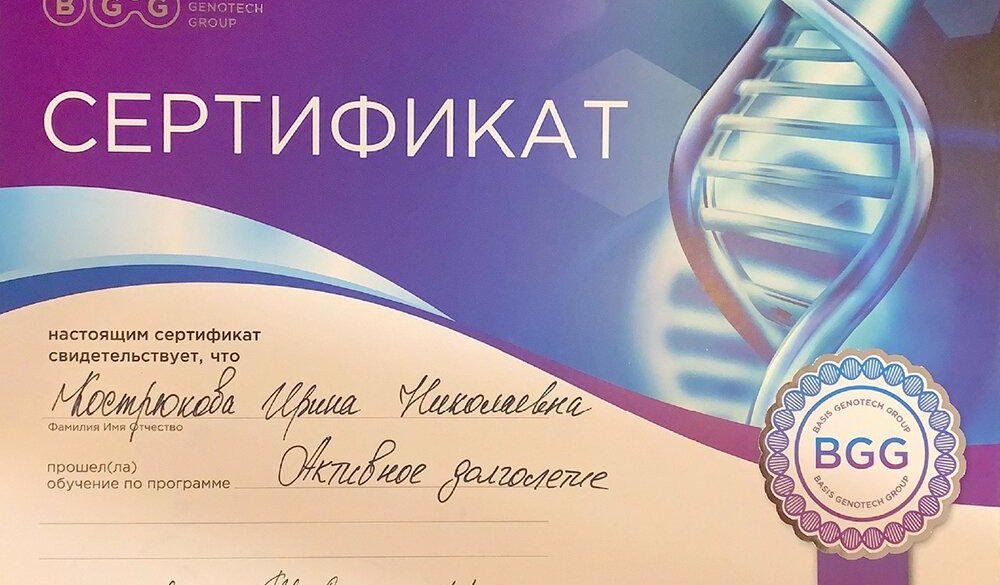 BGG GENOTECH
GROUP
СЕРТИФИКАТ
настоящим сертификат
свидетельствует, что
Кострюкова Ирина Николаевна
Фамилия Имя Отчество
прошел(ла)
обучение по программе Активное долголетие
BASIS GENOTECH GROUP
BGG
BASIS GENOTECH GROUP